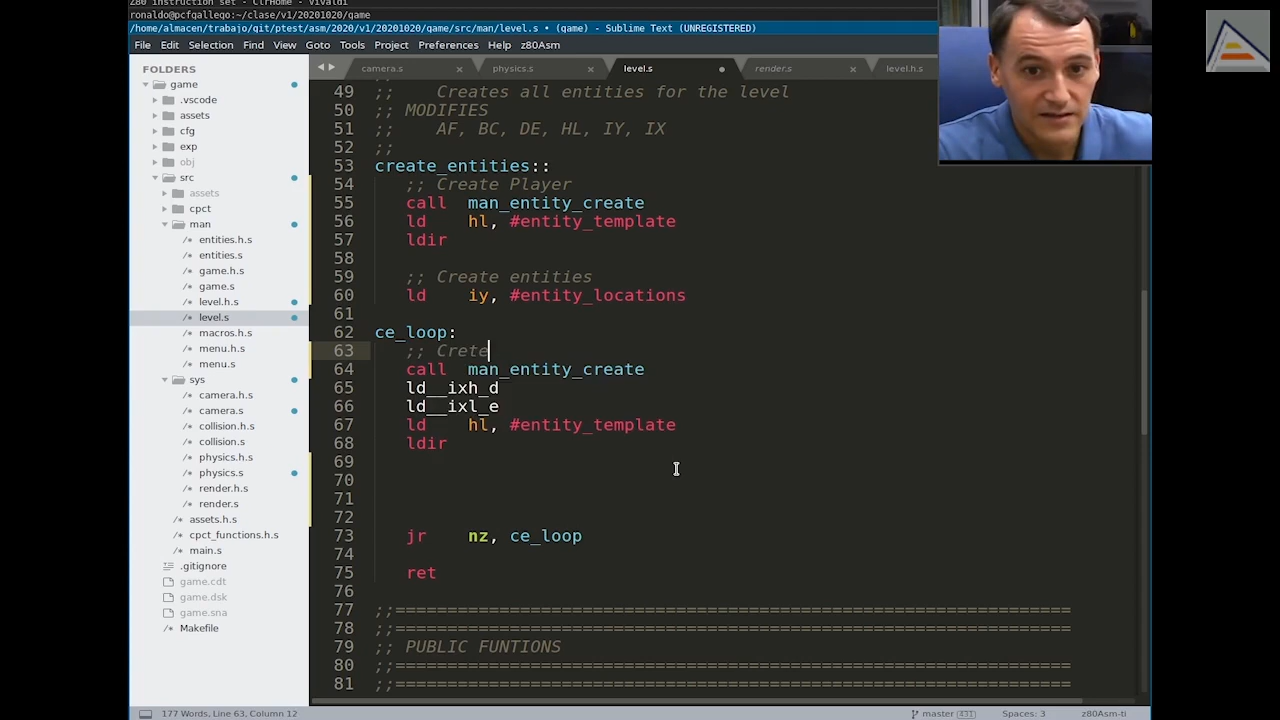 Z80 instruction set - ClrHome - Vivaldi
ronaldo@pcfgallego:~/clase/v1/20201020/game
/home/almacen/trabajo/git/ptest/asm/2020/v1/20201020/game/src/man/level.s • (game) - Sublime Text (UNREGISTERED)
File Edit Selection Find View Goto Tools Project Preferences Help z80Asm
FOLDERS
game
.vscode
assets
cfg
exp
obj
src
assets
cpct
man
entities.h.s
entities.s
game.h.s
game.s
level.h.s
level.s
macros.h.s
menu.h.s
menu.s
sys
camera.h.s
camera.s
collision.h.s
collision.s
physics.h.s
physics.s
render.h.s
render.s
assets.h.s
cpct_functions.h.s
main.s
.gitignore
game.cdt
game.dsk
game.sna
Makefile
camera.s physics.s level.s render.s level.h.s
49 ;; Creates all entities for the level
50 ;; MODIFIES
51 ;; AF, BC, DE, HL, IY, IX
52 ;;
53 create_entities::
54 ;; Create Player
55 call man_entity_create
56 ld hl, #entity_template
57 ldir
58
59 ;; Create entities
60 ld iy, #entity_locations
61
62 ce_loop:
63 ;; Crete
64 call man_entity_create
65 ld__ixh_d
66 ld__ixl_e
67 ld hl, #entity_template
68 ldir
69
70
71
72
73 jr nz, ce_loop
74
75 ret
76
77 ;;=================================================================
78 ;;=================================================================
79 ;; PUBLIC FUNTIONS
80 ;;=================================================================
81 ;;=================================================================
177 Words, Line 63, Column 12 master 431 Spaces: 3 z80Asm-ti